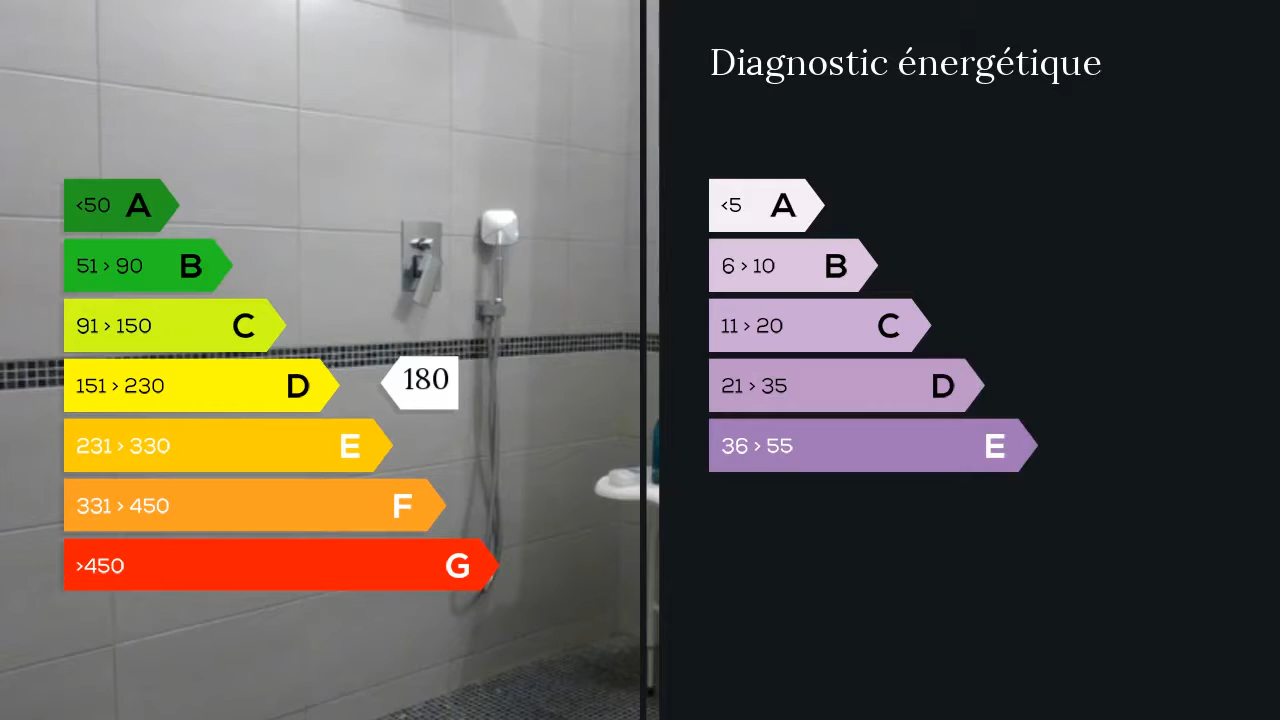 Diagnostic énergétique
<50 A
51 > 90 B
91 > 150 C
151 > 230 D
180
231 > 330 E
331 > 450 F
>450 G
<5 A
6 > 10 B
11 > 20 C
21 > 35 D
36 > 55 E